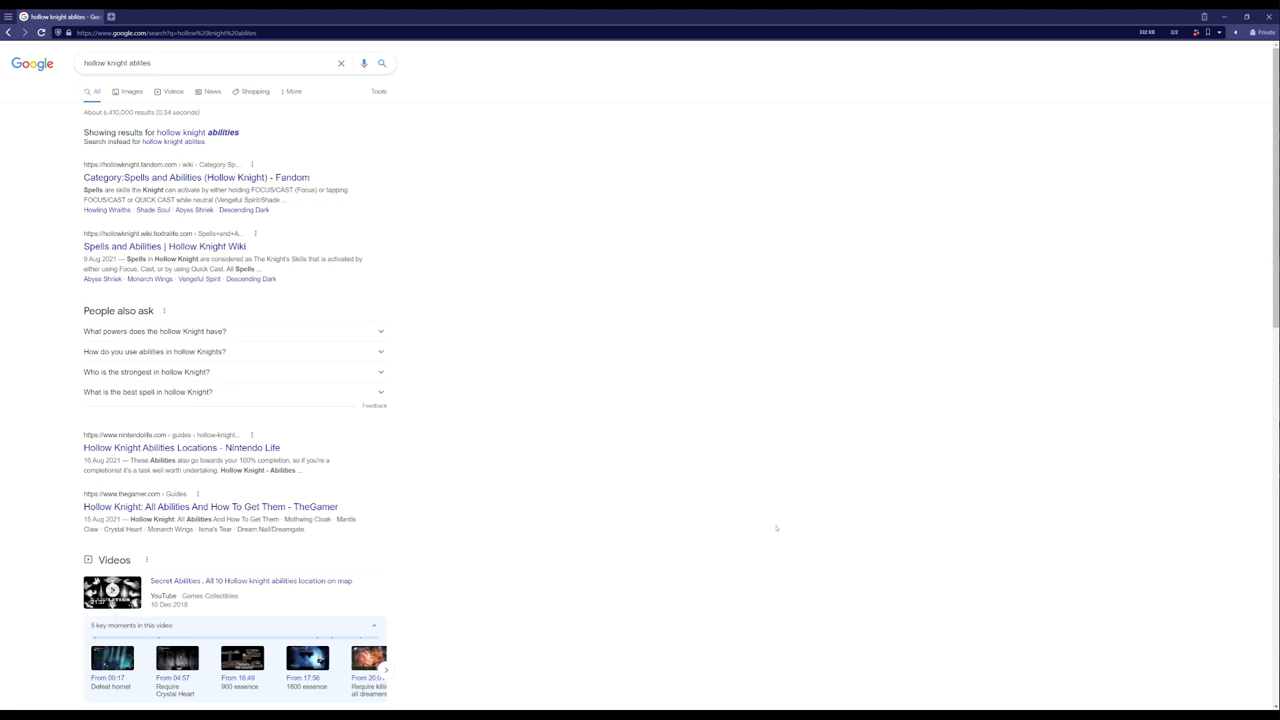 hollow knight ablites - Goo
https://www.google.com/search?q=hollow%20knight%20ablites
332 KB
2/2
Private
Google
hollow knight ablites
All
Images
Videos
News
Shopping
More
Tools
About 6,410,000 results (0.54 seconds)
Showing results for hollow knight abilities
Search instead for hollow knight ablites
https://hollowknight.fandom.com › wiki › Category:Sp...
Category:Spells and Abilities (Hollow Knight) - Fandom
Spells are skills the Knight can activate by either holding FOCUS/CAST (Focus) or tapping
FOCUS/CAST or QUICK CAST while neutral (Vengeful Spirit/Shade ...
Howling Wraiths · Shade Soul · Abyss Shriek · Descending Dark
https://hollowknight.wiki.fextralife.com › Spells+and+A...
Spells and Abilities | Hollow Knight Wiki
9 Aug 2021 — Spells in Hollow Knight are considered as The Knight's Skills that is activated by
either using Focus, Cast, or by using Quick Cast. All Spells ...
Abyss Shriek · Monarch Wings · Vengeful Spirit · Descending Dark
People also ask
What powers does the hollow Knight have?
How do you use abilities in hollow Knights?
Who is the strongest in hollow Knight?
What is the best spell in hollow Knight?
Feedback
https://www.nintendolife.com › guides › hollow-knight...
Hollow Knight Abilities Locations - Nintendo Life
16 Aug 2021 — These Abilities also go towards your 100% completion, so if you're a
completionist it's a task well worth undertaking. Hollow Knight - Abilities ...
https://www.thegamer.com › Guides
Hollow Knight: All Abilities And How To Get Them - TheGamer
15 Aug 2021 — Hollow Knight: All Abilities And How To Get Them · Mothwing Cloak · Mantis
Claw · Crystal Heart · Monarch Wings · Isma's Tear · Dream Nail/Dreamgate.
Videos
Secret Abilities , All 10 Hollow knight abilities location on map
YouTube · Games Collectibles
10 Dec 2018
5 key moments in this video
From 00:17
Defeat hornet
From 04:57
Require
Crystal Heart
From 16:49
900 essence
From 17:56
1800 essence
From 20:0
Require killi
all dreamers